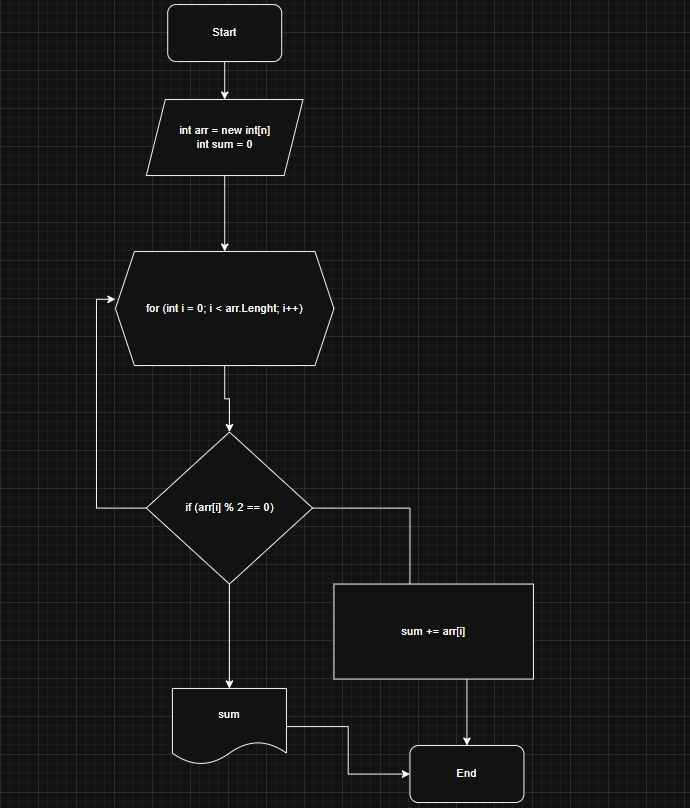 Start
int arr = new int[n]
int sum = 0
for (int i = 0; i < arr.Lenght; i++)
if (arr[i] % 2 == 0)
sum += arr[i]
sum
End